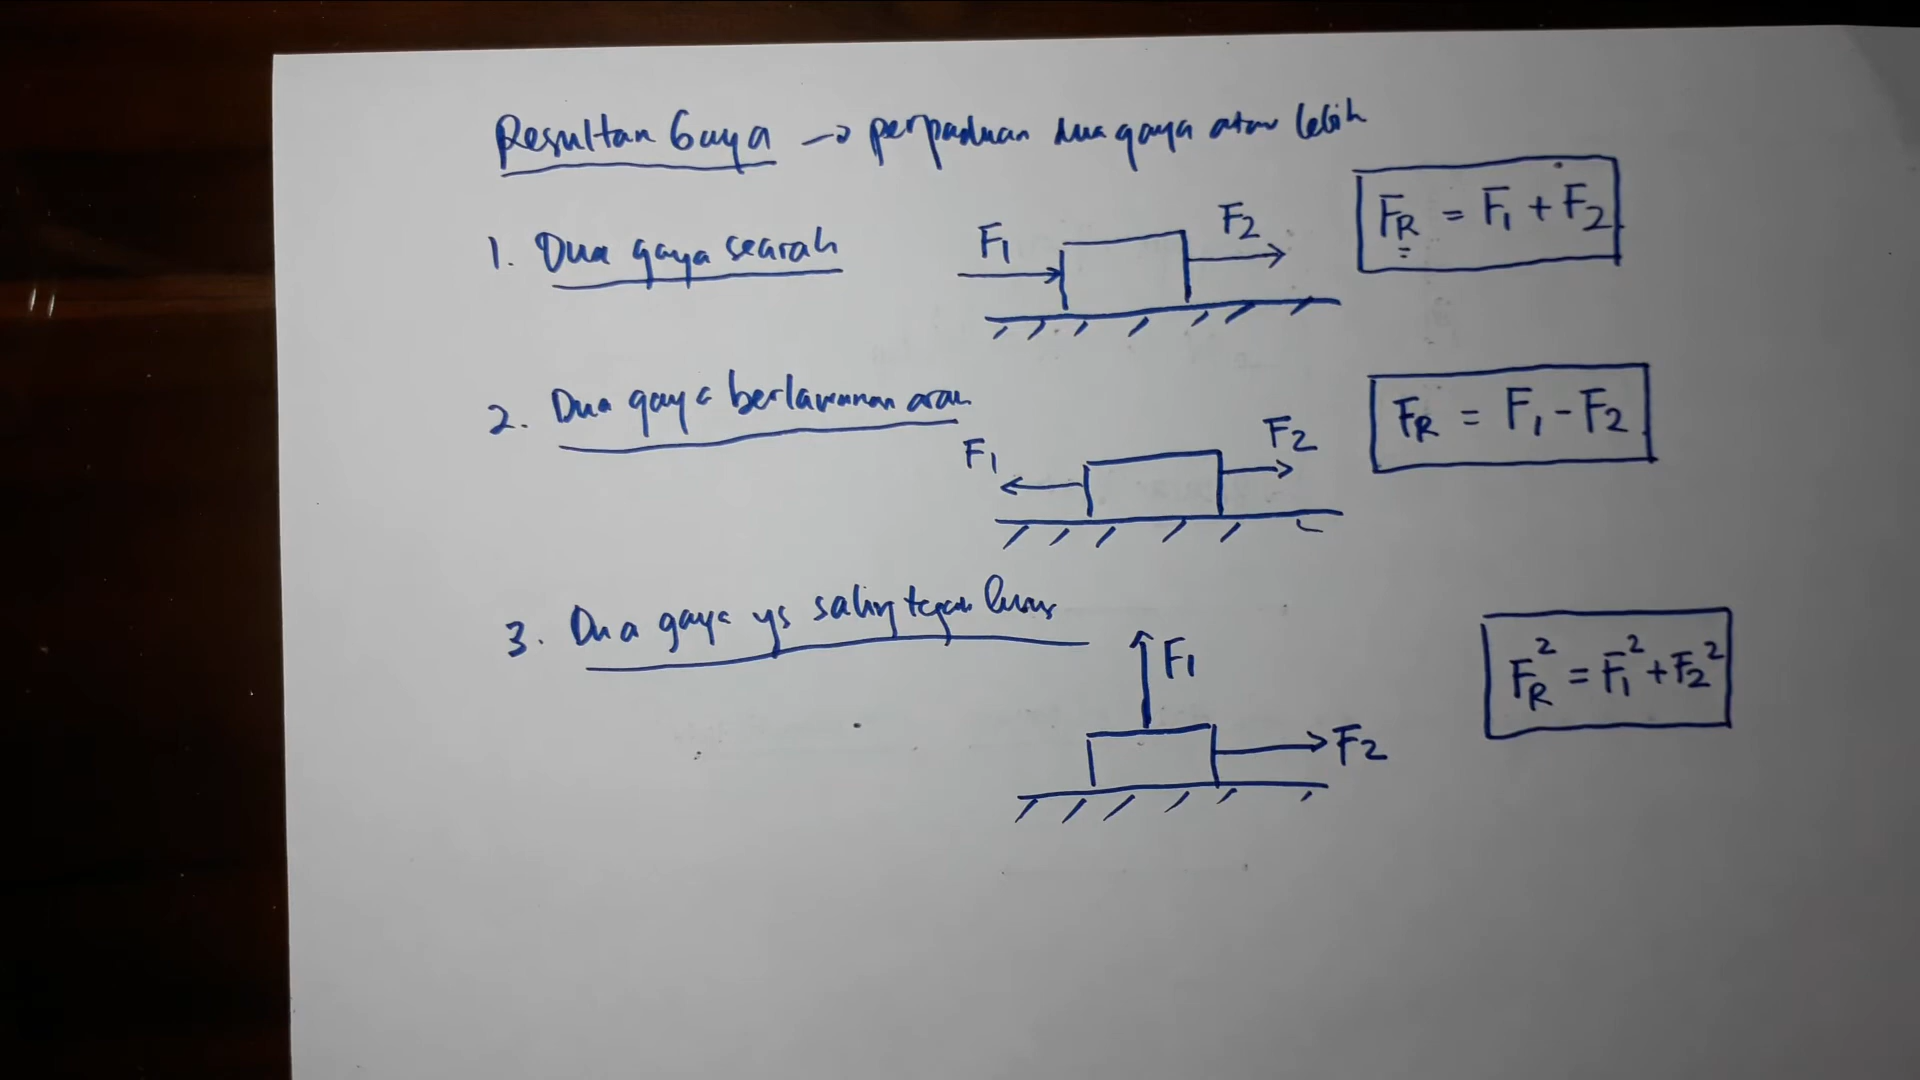 Resultan Gaya → perpaduan dua gaya atau lebih
1. Dua gaya searah
F1
F2
FR = F1 + F2
2. Dua gaya berlawanan arah
F1
F2
FR = F1 - F2
3. Dua gaya yg saling tegak lurus
F1
F2
FR² = F1² + F2²